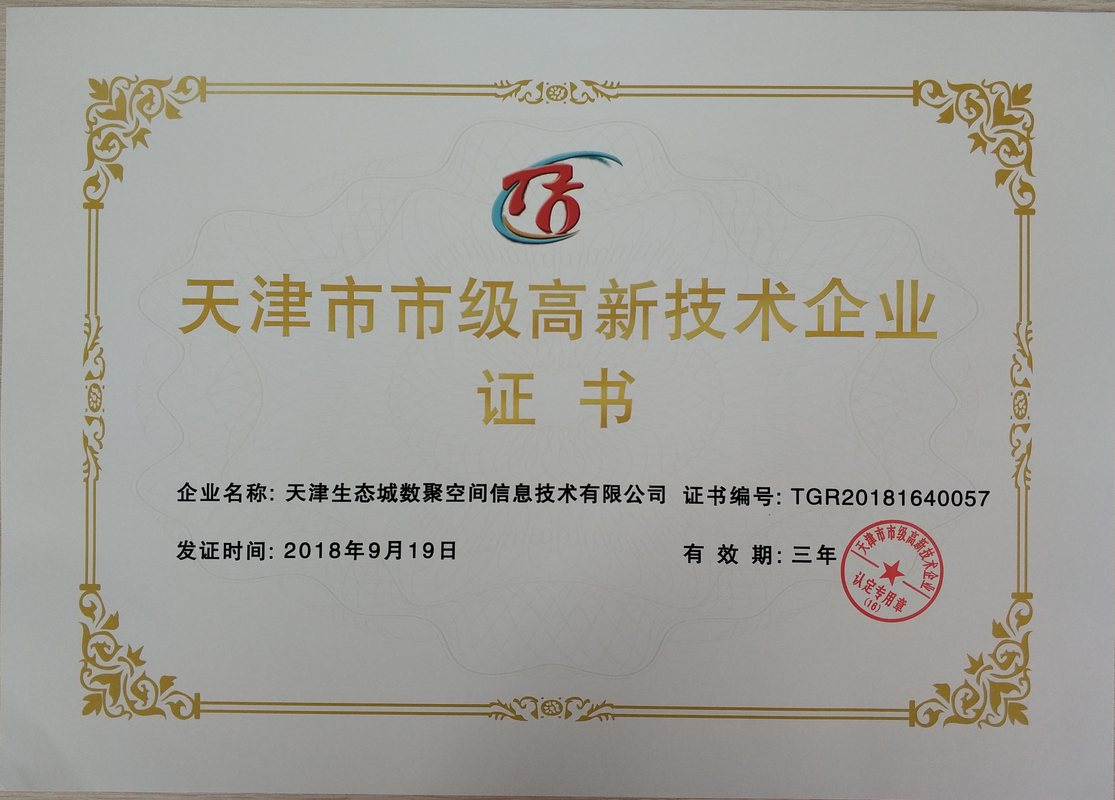 天津市市级高新技术企业
证书
企业名称: 天津生态城数聚空间信息技术有限公司 证书编号: TGR20181640057
发证时间: 2018年9月19日 有效期: 三年
天津市市级高新技术企业
认定专用章
(16)